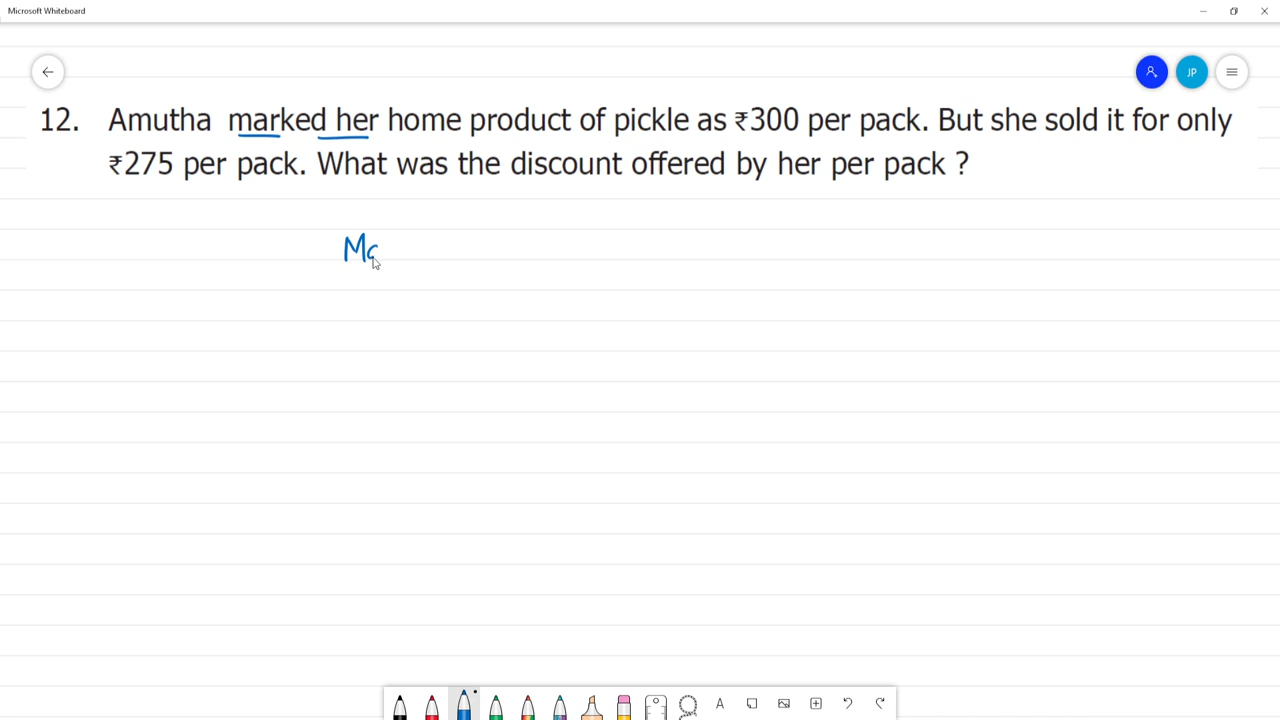 Microsoft Whiteboard
JP
12. Amutha marked her home product of pickle as ₹300 per pack. But she sold it for only
₹275 per pack. What was the discount offered by her per pack ?
Ma
A